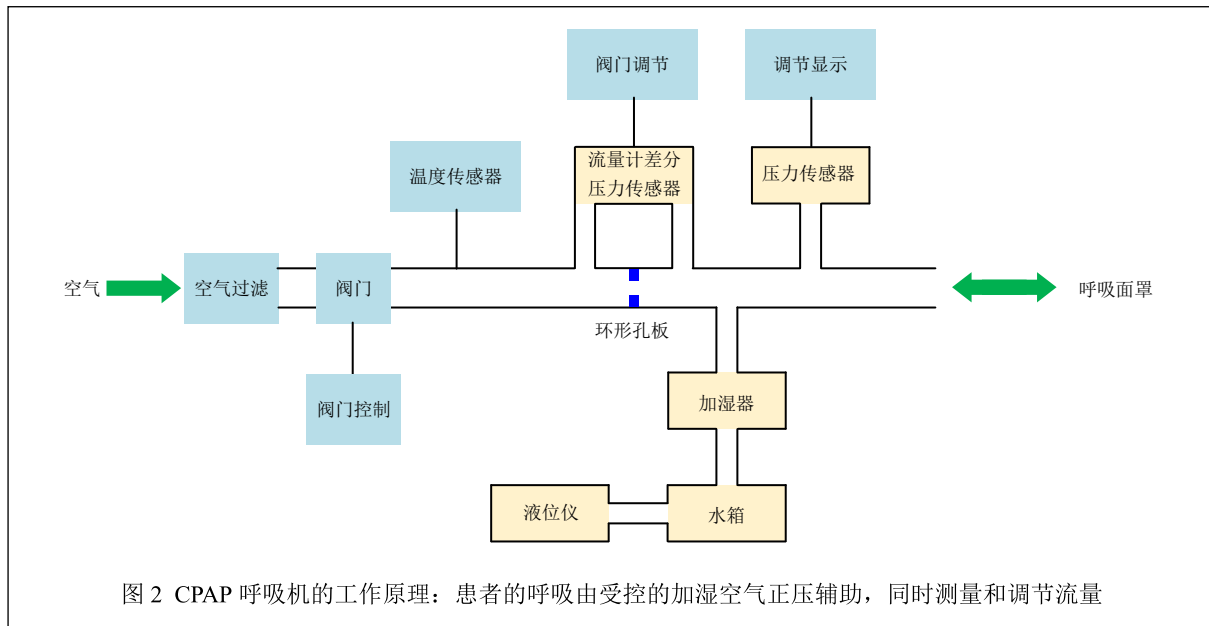 阀门调节
调节显示
温度传感器
流量计差分
压力传感器
压力传感器
空气
空气过滤
阀门
呼吸面罩
环形孔板
阀门控制
加湿器
液位仪
水箱
图 2 CPAP 呼吸机的工作原理：患者的呼吸由受控的加湿空气正压辅助，同时测量和调节流量